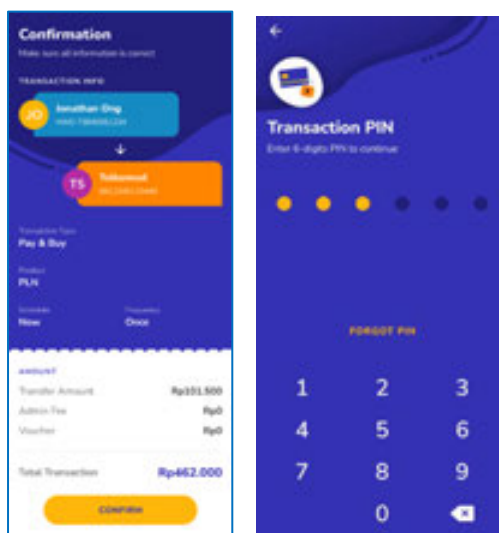 Confirmation
Make sure all information is correct
TRANSACTION INFO
JO
Jonathan Ong
TS
Transaction Type
Pay & Buy
Product
PLN
Schedule
Frequency
Now
Once
AMOUNT
Transfer Amount
Rp101.500
Admin Fee
Rp0
Voucher
Rp0
Total Transaction
Rp462.000
CONFIRM
Transaction PIN
Enter 6-digits PIN to continue
FORGOT PIN
1 2 3
4 5 6
7 8 9
0